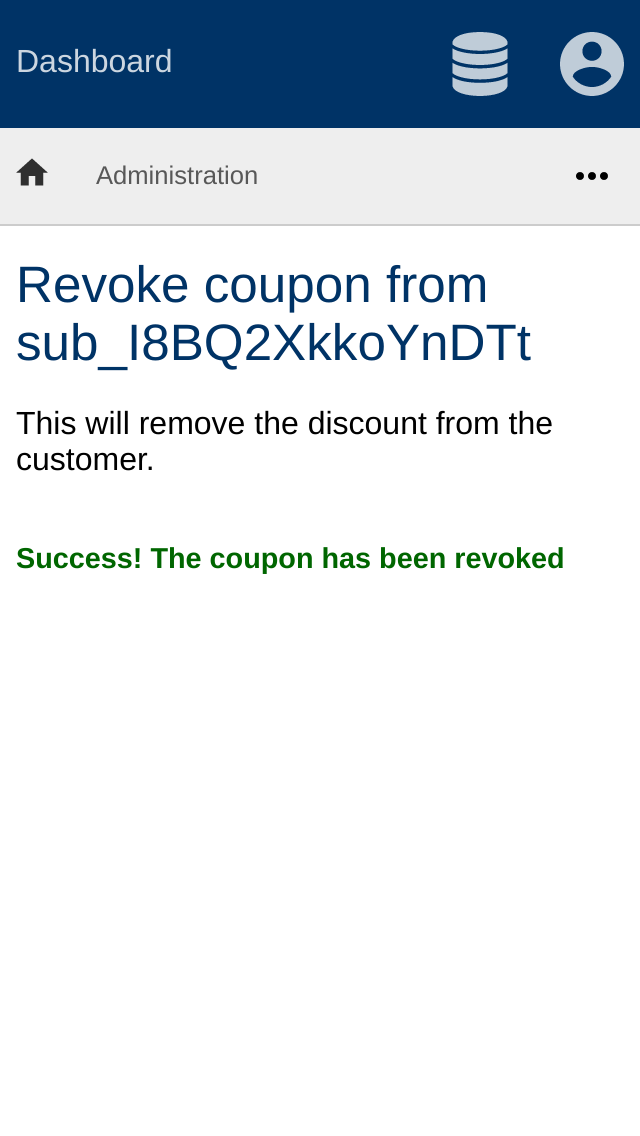 Dashboard
Administration
Revoke coupon from
sub_I8BQ2XkkoYnDTt
This will remove the discount from the
customer.
Success! The coupon has been revoked